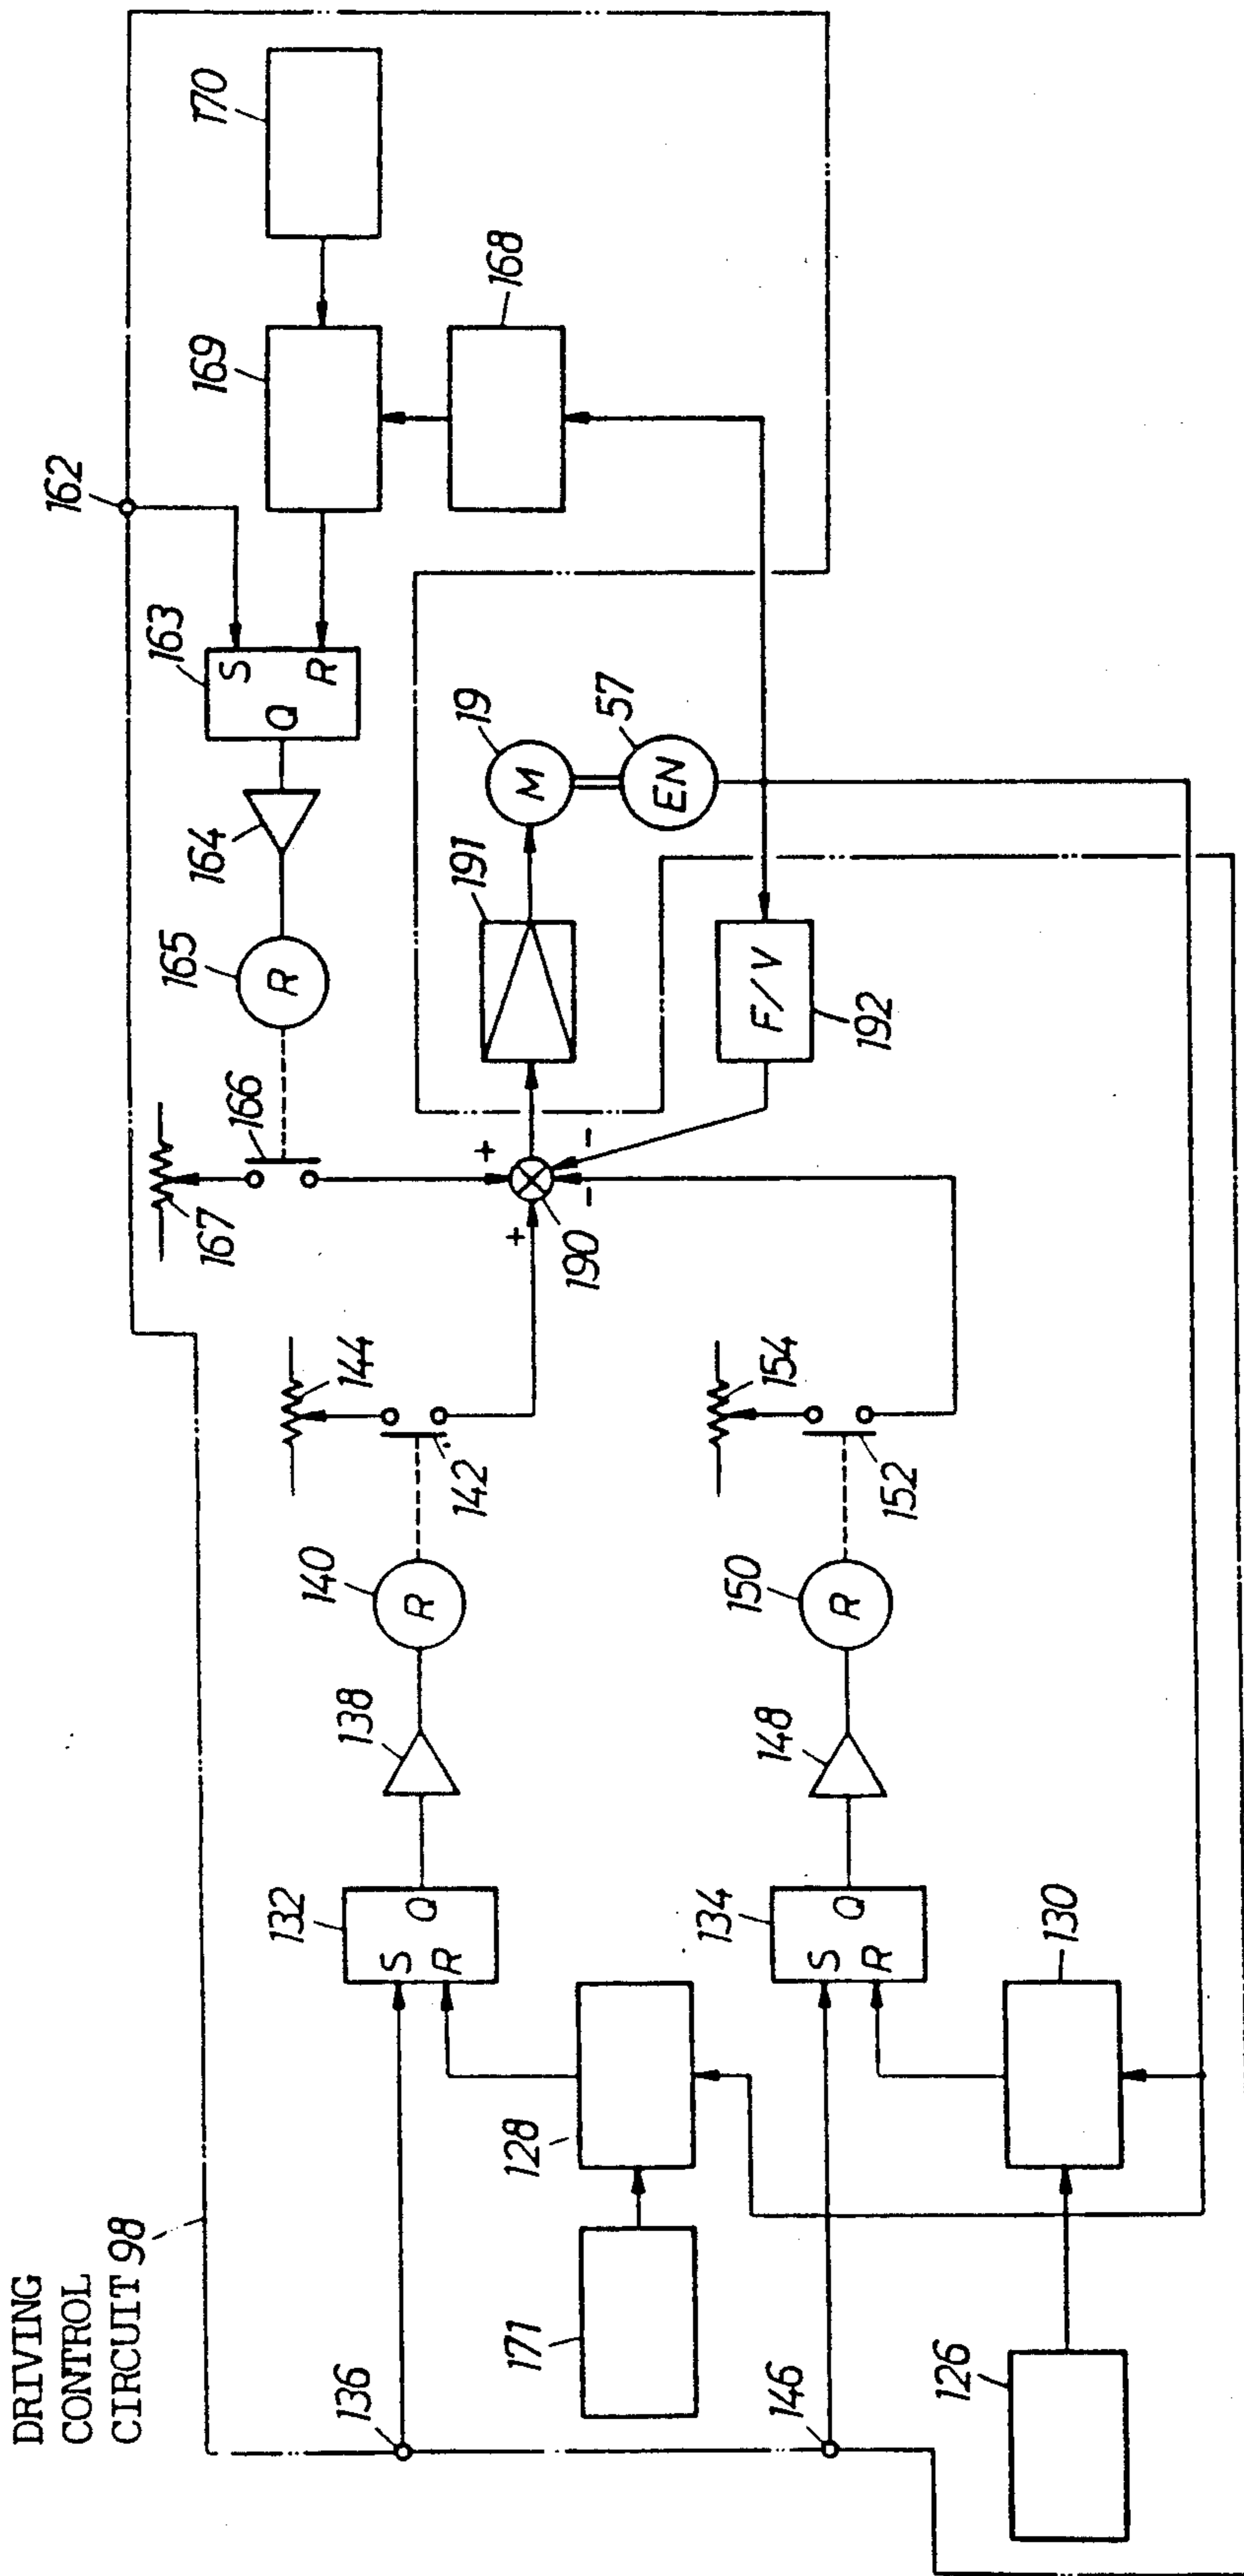 DRIVING
CONTROL
CIRCUIT 98
162
170
163
S
R
Q
169
168
164
165
R
166
167
19
M
57
EN
191
F/V
192
+
+
-
-
190
144
142
140
R
138
132
S
R
Q
136
128
171
154
152
150
R
148
134
S
R
Q
146
130
126